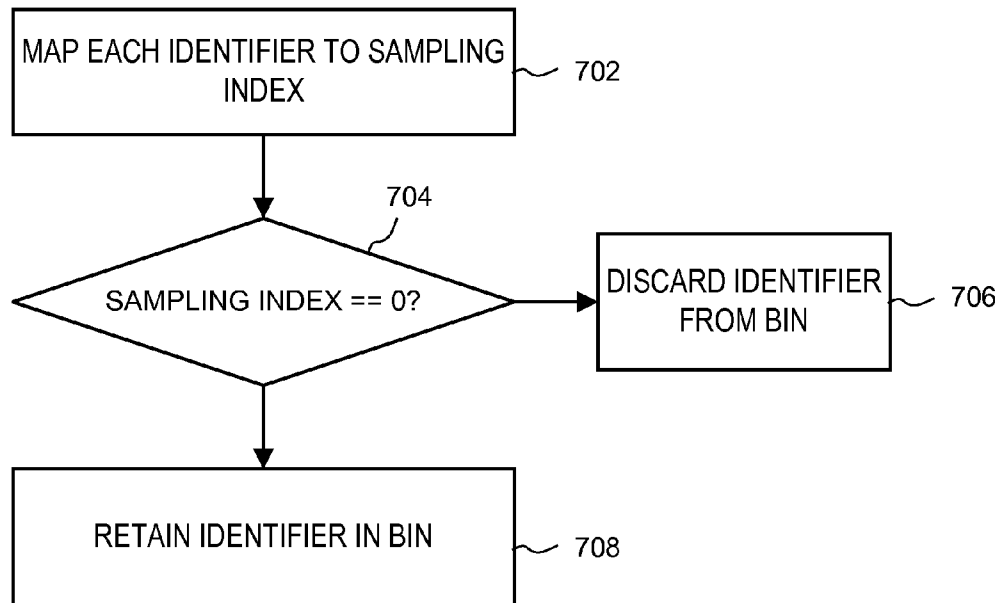 MAP EACH IDENTIFIER TO SAMPLING
INDEX
702
704
SAMPLING INDEX == 0?
DISCARD IDENTIFIER
FROM BIN
706
RETAIN IDENTIFIER IN BIN
708